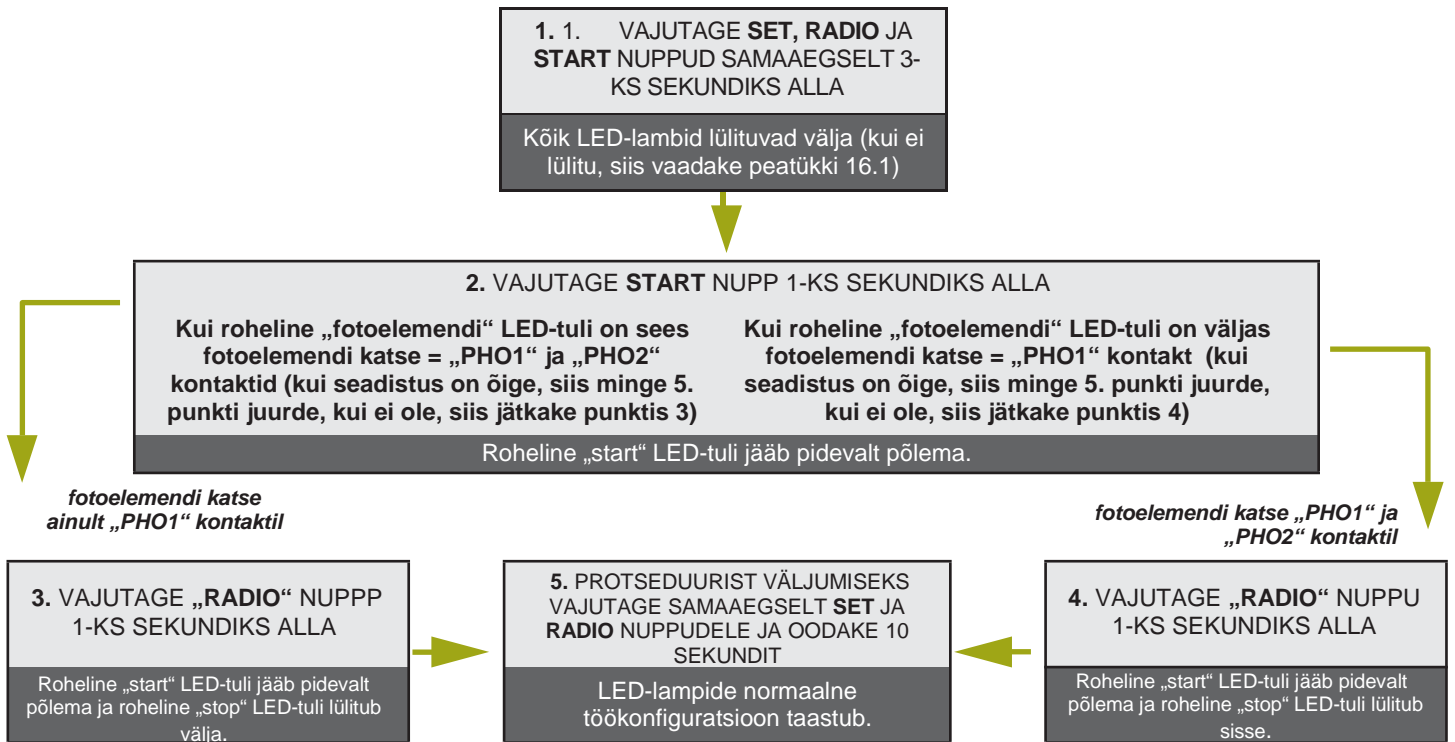 1. 1. VAJUTAGE SET, RADIO JA
START NUPPUD SAMAAEGSELT 3-
KS SEKUNDIKS ALLA
Kõik LED-lambid lülituvad välja (kui ei
lülitu, siis vaadake peatükki 16.1)
2. VAJUTAGE START NUPP 1-KS SEKUNDIKS ALLA
Kui roheline „fotoelemendi“ LED-tuli on sees
fotoelemendi katse = „PHO1“ ja „PHO2“
kontaktid (kui seadistus on õige, siis minge 5.
punkti juurde, kui ei ole, siis jätkake punktis 3)
Kui roheline „fotoelemendi“ LED-tuli on väljas
fotoelemendi katse = „PHO1“ kontakt (kui
seadistus on õige, siis minge 5. punkti juurde,
kui ei ole, siis jätkake punktis 4)
Roheline „start“ LED-tuli jääb pidevalt põlema.
fotoelemendi katse
ainult „PHO1“ kontaktil
fotoelemendi katse „PHO1“ ja
„PHO2“ kontaktil
3. VAJUTAGE „RADIO“ NUPPP
1-KS SEKUNDIKS ALLA
Roheline „start“ LED-tuli jääb pidevalt
põlema ja roheline „stop“ LED-tuli lülitub
välja.
5. PROTSEDUURIST VÄLJUMISEKS
VAJUTAGE SAMAAEGSELT SET JA
RADIO NUPPUDELE JA OODAKE 10
SEKUNDIT
LED-lampide normaalne
töökonfiguratsioon taastub.
4. VAJUTAGE „RADIO“ NUPPU
1-KS SEKUNDIKS ALLA
Roheline „start“ LED-tuli jääb pidevalt
põlema ja roheline „stop“ LED-tuli lülitub
sisse.